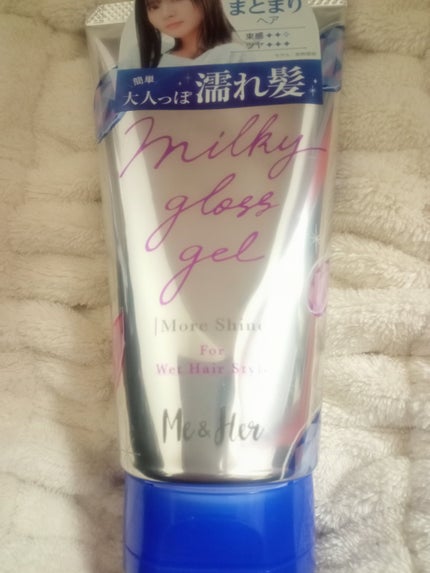 まとまり
ヘア
束感 ✦✦✧
ツヤ ✦✦✦
簡単
大人っぽ濡れ髪
milky
gloss
gel
More Shine
For
Wet Hair Style
Me & Her